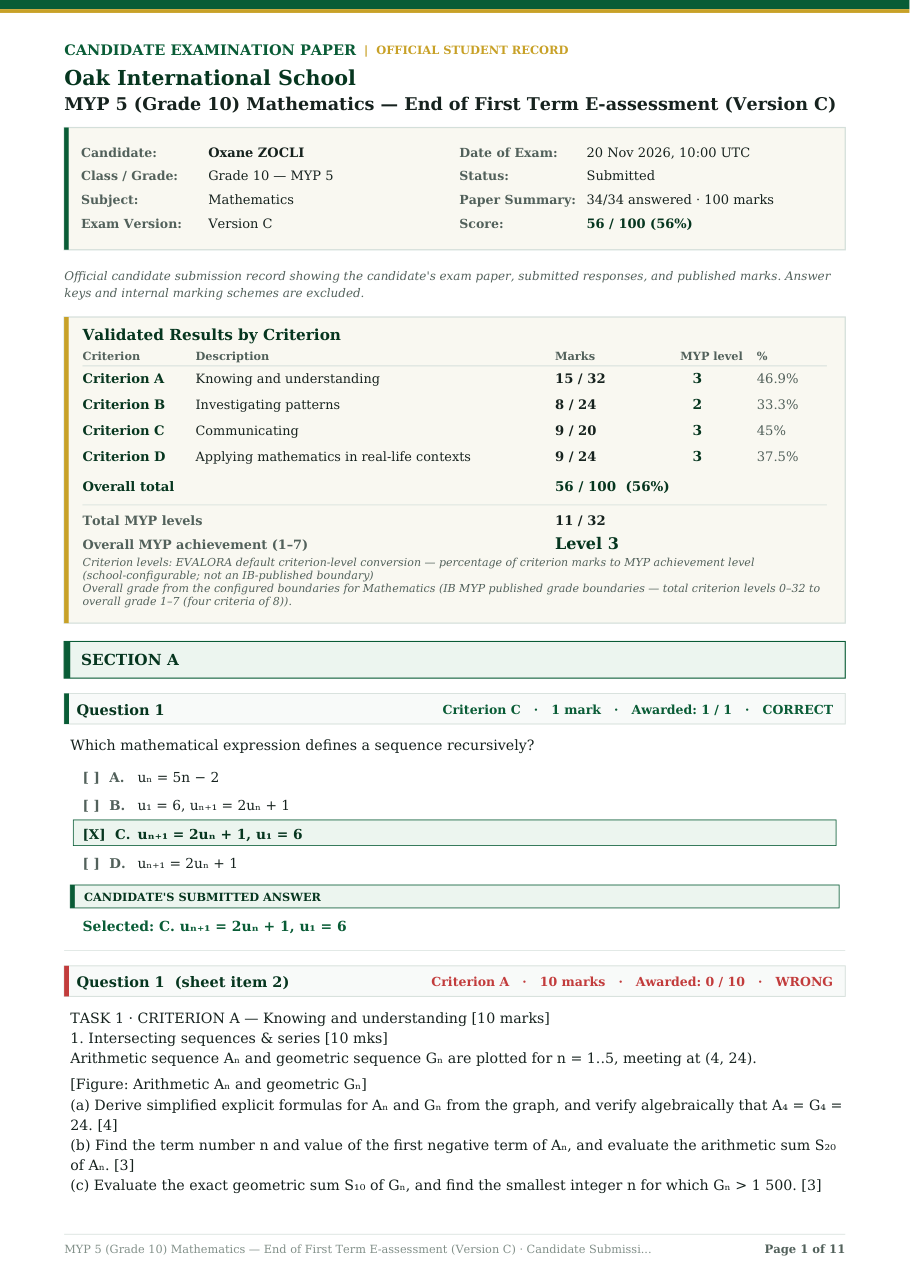 CANDIDATE EXAMINATION PAPER | OFFICIAL STUDENT RECORD
Oak International School
MYP 5 (Grade 10) Mathematics — End of First Term E-assessment (Version C)
Candidate: Oxane ZOCLI Date of Exam: 20 Nov 2026, 10:00 UTC
Class / Grade: Grade 10 — MYP 5 Status: Submitted
Subject: Mathematics Paper Summary: 34/34 answered · 100 marks
Exam Version: Version C Score: 56 / 100 (56%)
Official candidate submission record showing the candidate's exam paper, submitted responses, and published marks. Answer
keys and internal marking schemes are excluded.
Validated Results by Criterion
Criterion Description Marks MYP level %
Criterion A Knowing and understanding 15 / 32 3 46.9%
Criterion B Investigating patterns 8 / 24 2 33.3%
Criterion C Communicating 9 / 20 3 45%
Criterion D Applying mathematics in real-life contexts 9 / 24 3 37.5%
Overall total 56 / 100 (56%)
Total MYP levels 11 / 32
Overall MYP achievement (1–7) Level 3
Criterion levels: EVALORA default criterion-level conversion — percentage of criterion marks to MYP achievement level
(school-configurable; not an IB-published boundary)
Overall grade from the configured boundaries for Mathematics (IB MYP published grade boundaries — total criterion levels 0–32 to
overall grade 1–7 (four criteria of 8)).
SECTION A
Question 1 Criterion C · 1 mark · Awarded: 1 / 1 · CORRECT
Which mathematical expression defines a sequence recursively?
[ ] A. uₙ = 5n − 2
[ ] B. u₁ = 6, uₙ₊₁ = 2uₙ + 1
[X] C. uₙ₊₁ = 2uₙ + 1, u₁ = 6
[ ] D. uₙ₊₁ = 2uₙ + 1
CANDIDATE'S SUBMITTED ANSWER
Selected: C. uₙ₊₁ = 2uₙ + 1, u₁ = 6
Question 1 (sheet item 2) Criterion A · 10 marks · Awarded: 0 / 10 · WRONG
TASK 1 · CRITERION A — Knowing and understanding [10 marks]
1. Intersecting sequences & series [10 mks]
Arithmetic sequence Aₙ and geometric sequence Gₙ are plotted for n = 1..5, meeting at (4, 24).
[Figure: Arithmetic Aₙ and geometric Gₙ]
(a) Derive simplified explicit formulas for Aₙ and Gₙ from the graph, and verify algebraically that A₄ = G₄ =
24. [4]
(b) Find the term number n and value of the first negative term of Aₙ, and evaluate the arithmetic sum S₂₀
of Aₙ. [3]
(c) Evaluate the exact geometric sum S₁₀ of Gₙ, and find the smallest integer n for which Gₙ > 1 500. [3]
MYP 5 (Grade 10) Mathematics — End of First Term E-assessment (Version C) · Candidate Submissi... Page 1 of 11